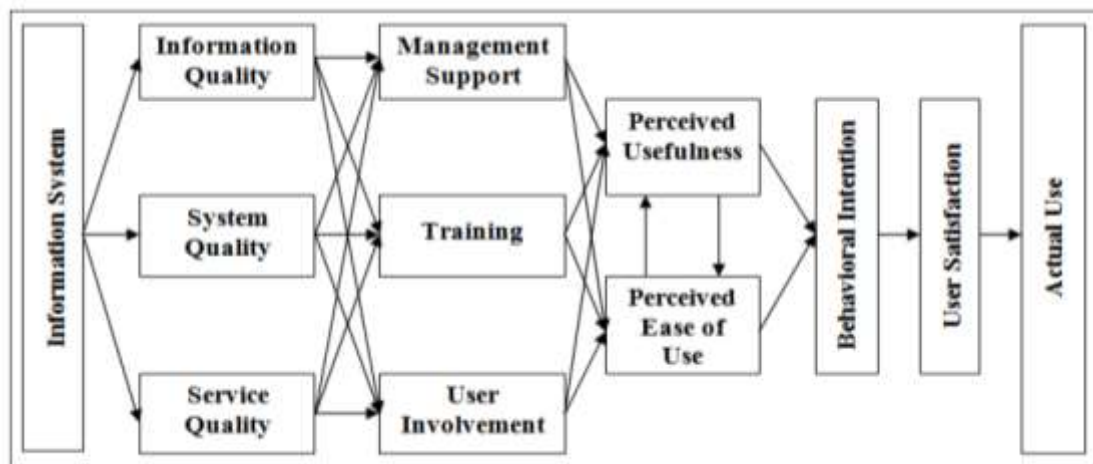 Information System
Information
Quality
System
Quality
Service
Quality
Management
Support
Training
User
Involvement
Perceived
Usefulness
Perceived
Ease of
Use
Behavioral Intention
User Satisfaction
Actual Use